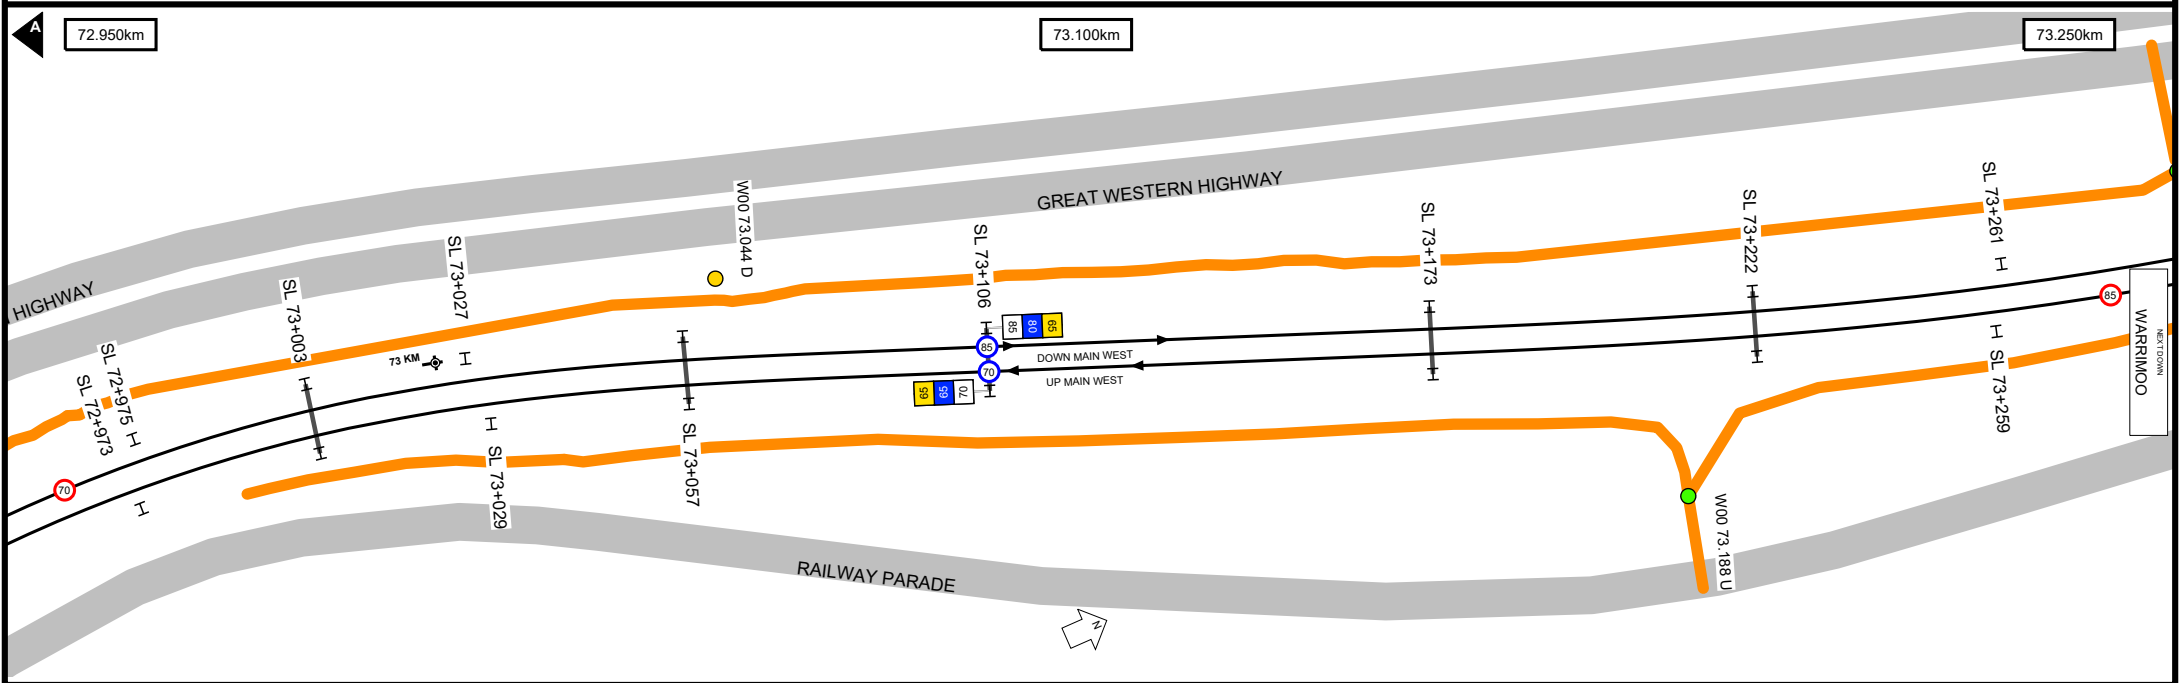 A
72.950km
73.100km
73.250km
HIGHWAY
GREAT WESTERN HIGHWAY
SL 72+973
SL 72+975
SL 73+003
SL 73+027
W00 73.044 D
SL 73+106
SL 73+173
SL 73+222
SL 73+261
73 KM
85
80
65
85
DOWN MAIN WEST
70
UP MAIN WEST
65
65
70
85
WARRIMOO
NEXT DOWN
70
SL 73+029
SL 73+057
SL 73+259
W00 73.188 U
RAILWAY PARADE
N